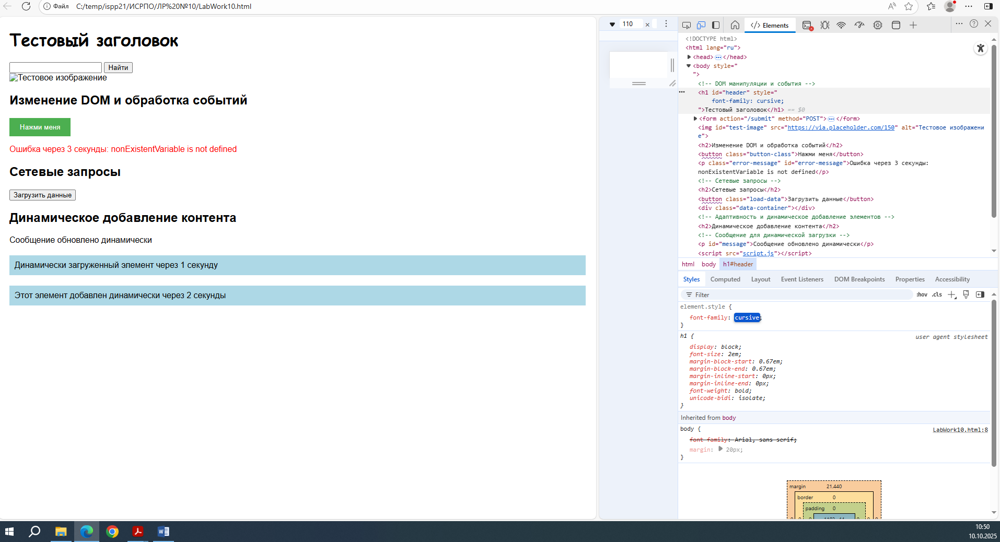 Файл C:/temp/ispp21/ИСРПО/ЛР%20№10/LabWork10.html
Тестовый заголовок
Найти
Тестовое изображение
Изменение DOM и обработка событий
Нажми меня
Ошибка через 3 секунды: nonExistentVariable is not defined
Сетевые запросы
Загрузить данные
Динамическое добавление контента
Сообщение обновлено динамически
Динамически загруженный элемент через 1 секунду
Этот элемент добавлен динамически через 2 секунды
110 ×
</> Elements
<!DOCTYPE html>
<html lang="ru">
<head> ••• </head>
<body style="
">
<!-- DOM манипуляции и события -->
<h1 id="header" style="
font-family: cursive;
">Тестовый заголовок</h1> == $0
<form action="/submit" method="POST"> ••• </form>
<img id="test-image" src="https://via.placeholder.com/150" alt="Тестовое изображени
е">
<h2>Изменение DOM и обработка событий</h2>
<button class="button-class">Нажми меня</button>
<p class="error-message" id="error-message">Ошибка через 3 секунды:
nonExistentVariable is not defined</p>
<!-- Сетевые запросы -->
<h2>Сетевые запросы</h2>
<button class="load-data">Загрузить данные</button>
<div class="data-container"></div>
<!-- Адаптивность и динамическое добавление элементов -->
<h2>Динамическое добавление контента</h2>
<!-- Сообщение для динамической загрузки -->
<p id="message">Сообщение обновлено динамически</p>
<script src="script.js"></script>
html body h1#header
Styles Computed Layout Event Listeners DOM Breakpoints Properties Accessibility
Filter :hov .cls
element.style {
font-family: cursive;
}
h1 { user agent stylesheet
display: block;
font-size: 2em;
margin-block-start: 0.67em;
margin-block-end: 0.67em;
margin-inline-start: 0px;
margin-inline-end: 0px;
font-weight: bold;
unicode-bidi: isolate;
}
Inherited from body
body { LabWork10.html:8
font-family: Arial, sans-serif;
margin: 20px;
}
margin 21.440
border 0
padding 0
10:50
10.10.2025